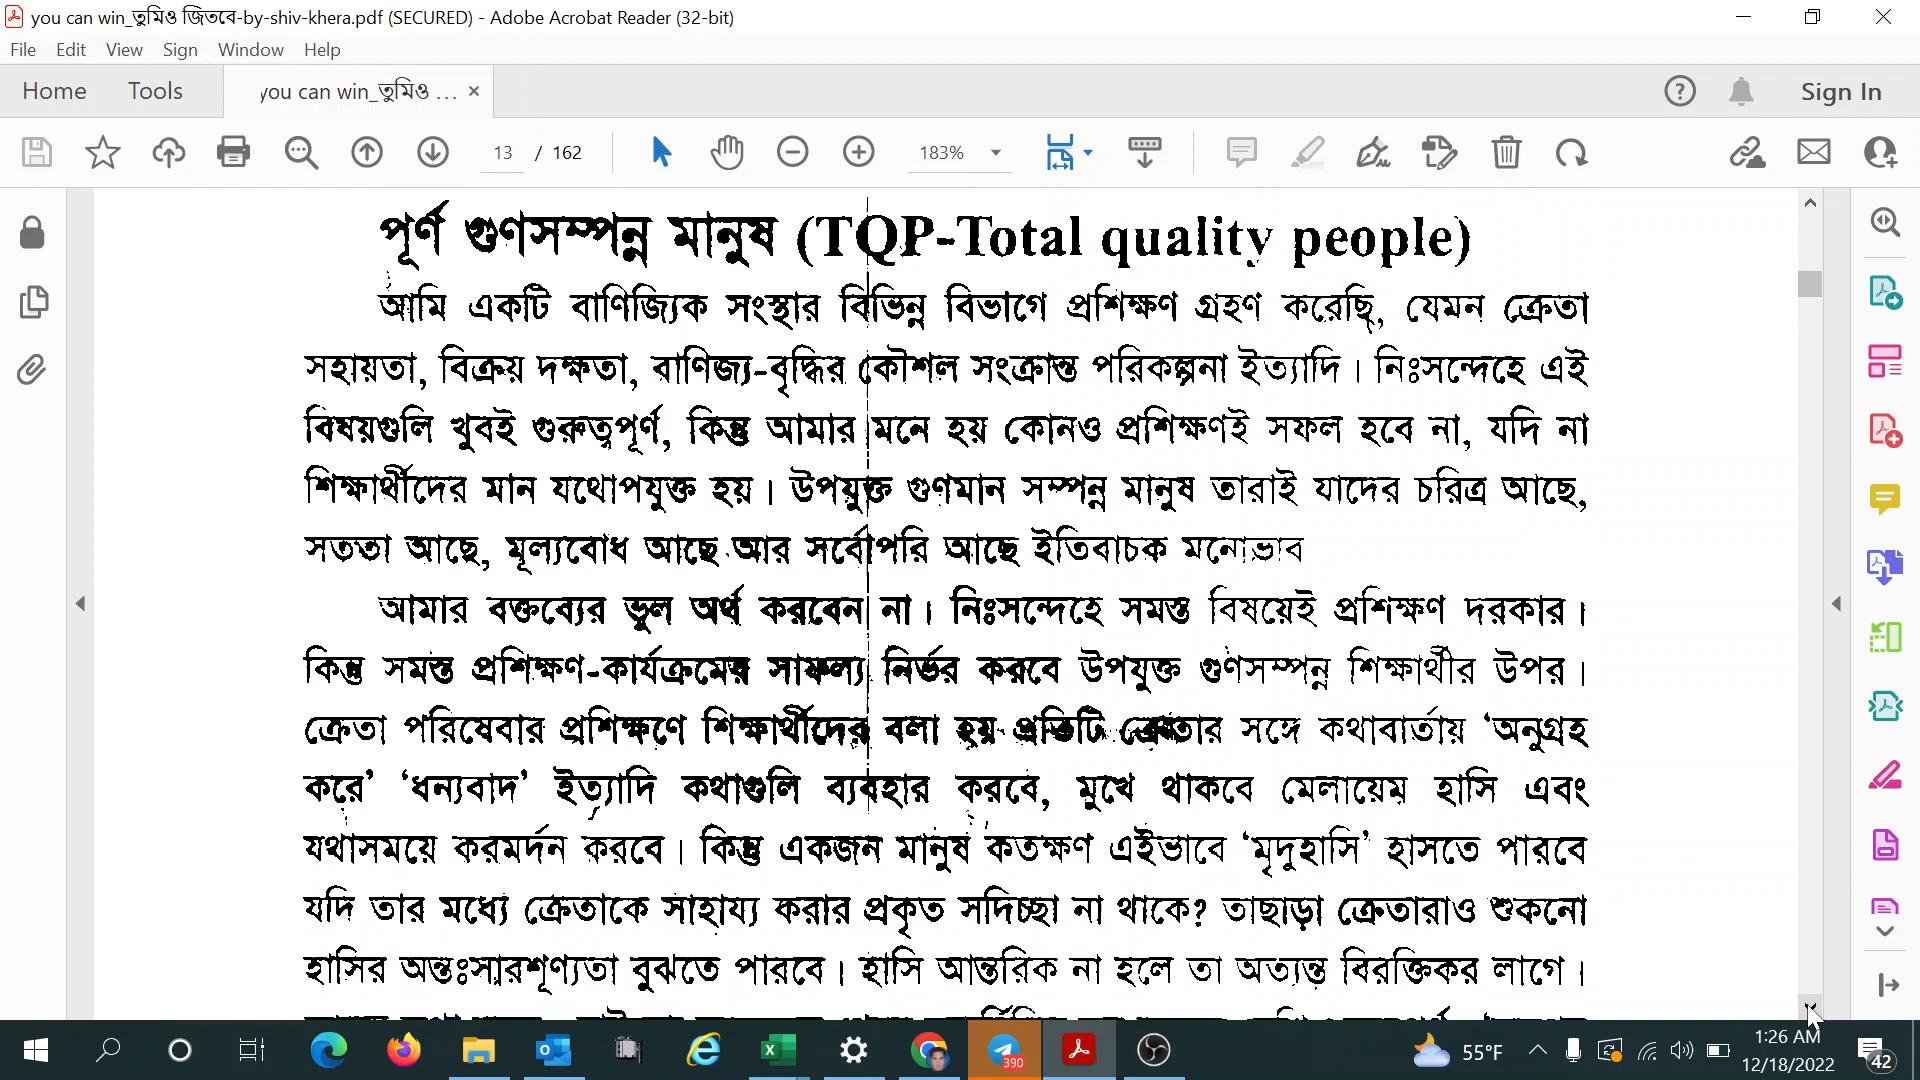 you can win_তুমিও জিতবে-by-shiv-khera.pdf (SECURED) - Adobe Acrobat Reader (32-bit)
File Edit View Sign Window Help
Home Tools you can win_তুমিও ... × Sign In
13 / 162 183%
পূর্ণ গুণসম্পন্ন মানুষ (TQP-Total quality people)
আমি একটি বাণিজ্যিক সংস্থার বিভিন্ন বিভাগে প্রশিক্ষণ গ্রহণ করেছি, যেমন ক্রেতা
সহায়তা, বিক্রয় দক্ষতা, বাণিজ্য-বৃদ্ধির কৌশল সংক্রান্ত পরিকল্পনা ইত্যাদি। নিঃসন্দেহে এই
বিষয়গুলি খুবই গুরুত্বপূর্ণ, কিন্তু আমার মনে হয় কোনও প্রশিক্ষণই সফল হবে না, যদি না
শিক্ষার্থীদের মান যথোপযুক্ত হয়। উপযুক্ত গুণমান সম্পন্ন মানুষ তারাই যাদের চরিত্র আছে,
সততা আছে, মূল্যবোধ আছে আর সর্বোপরি আছে ইতিবাচক মনোভাব
আমার বক্তব্যের ভুল অর্থ করবেন না। নিঃসন্দেহে সমস্ত বিষয়েই প্রশিক্ষণ দরকার।
কিন্তু সমস্ত প্রশিক্ষণ-কার্যক্রমের সাফল্য নির্ভর করবে উপযুক্ত গুণসম্পন্ন শিক্ষার্থীর উপর।
ক্রেতা পরিষেবার প্রশিক্ষণে শিক্ষার্থীদের বলা হয় প্রতিটি ক্রেতার সঙ্গে কথাবার্তায় ‘অনুগ্রহ
করে’ ‘ধন্যবাদ’ ইত্যাদি কথাগুলি ব্যবহার করবে, মুখে থাকবে মেলায়েম হাসি এবং
যথাসময়ে করমর্দন করবে। কিন্তু একজন মানুষ কতক্ষণ এইভাবে ‘মৃদুহাসি’ হাসতে পারবে
যদি তার মধ্যে ক্রেতাকে সাহায্য করার প্রকৃত সদিচ্ছা না থাকে? তাছাড়া ক্রেতারাও শুকনো
হাসির অন্তঃসারশূণ্যতা বুঝতে পারবে। হাসি আন্তরিক না হলে তা অত্যন্ত বিরক্তিকর লাগে।
390
55°F
1:26 AM
12/18/2022
42